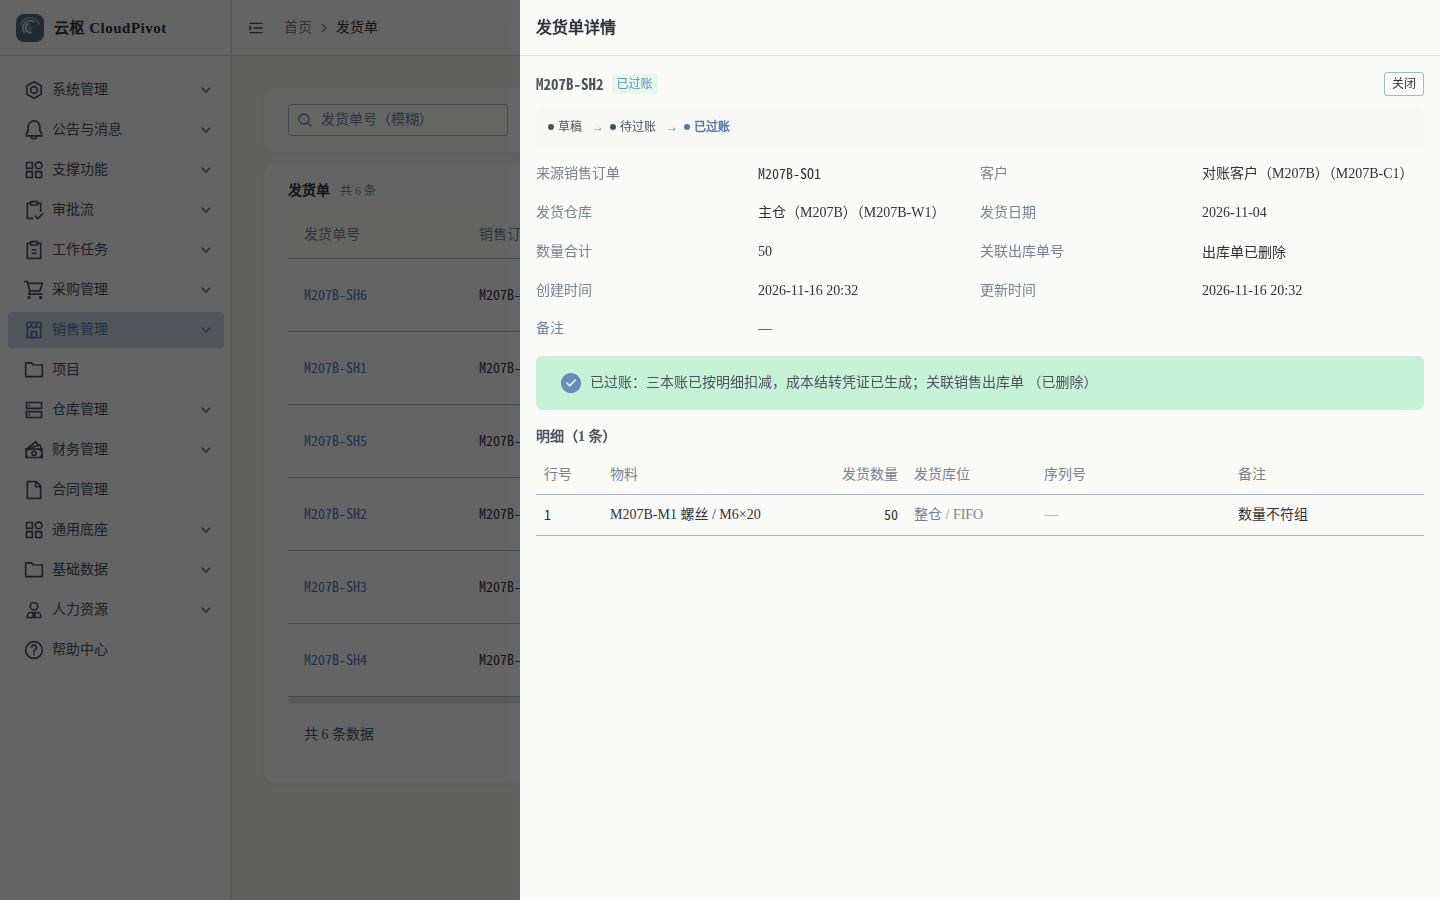 云枢 CloudPivot
首页 > 发货单
系统管理
公告与消息
支撑功能
审批流
工作任务
采购管理
销售管理
项目
仓库管理
财务管理
合同管理
通用底座
基础数据
人力资源
帮助中心
发货单号（模糊）
发货单 共 6 条
发货单号 销售订
M207B-SH6 M207B-
M207B-SH1 M207B-
M207B-SH5 M207B-
M207B-SH2 M207B-
M207B-SH3 M207B-
M207B-SH4 M207B-
共 6 条数据
发货单详情
M207B-SH2 已过账 关闭
草稿 → 待过账 → 已过账
来源销售订单 M207B-SO1 客户 对账客户（M207B）（M207B-C1）
发货仓库 主仓（M207B）（M207B-W1） 发货日期 2026-11-04
数量合计 50 关联出库单号 出库单已删除
创建时间 2026-11-16 20:32 更新时间 2026-11-16 20:32
备注 —
已过账：三本账已按明细扣减，成本结转凭证已生成；关联销售出库单 （已删除）
明细（1 条）
行号 物料 发货数量 发货库位 序列号 备注
1 M207B-M1 螺丝 / M6×20 50 整仓 / FIFO — 数量不符组